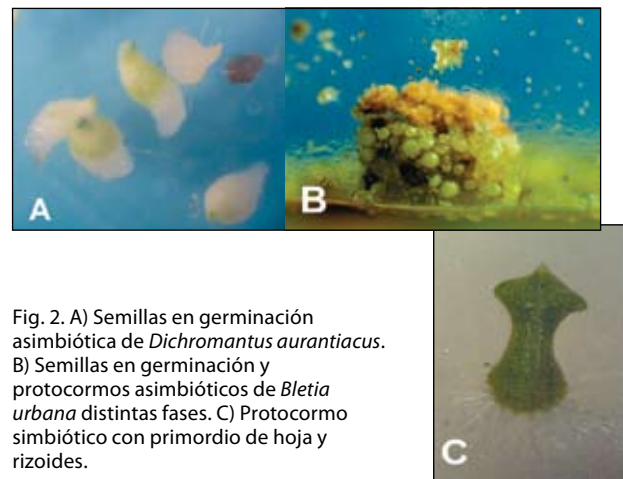 A
B
Fig. 2. A) Semillas en germinación
asimbiótica de Dichromantus aurantiacus.
B) Semillas en germinación y
protocormos asimbióticos de Bletia
urbana distintas fases. C) Protocormo
simbiótico con primordio de hoja y
rizoides.
C